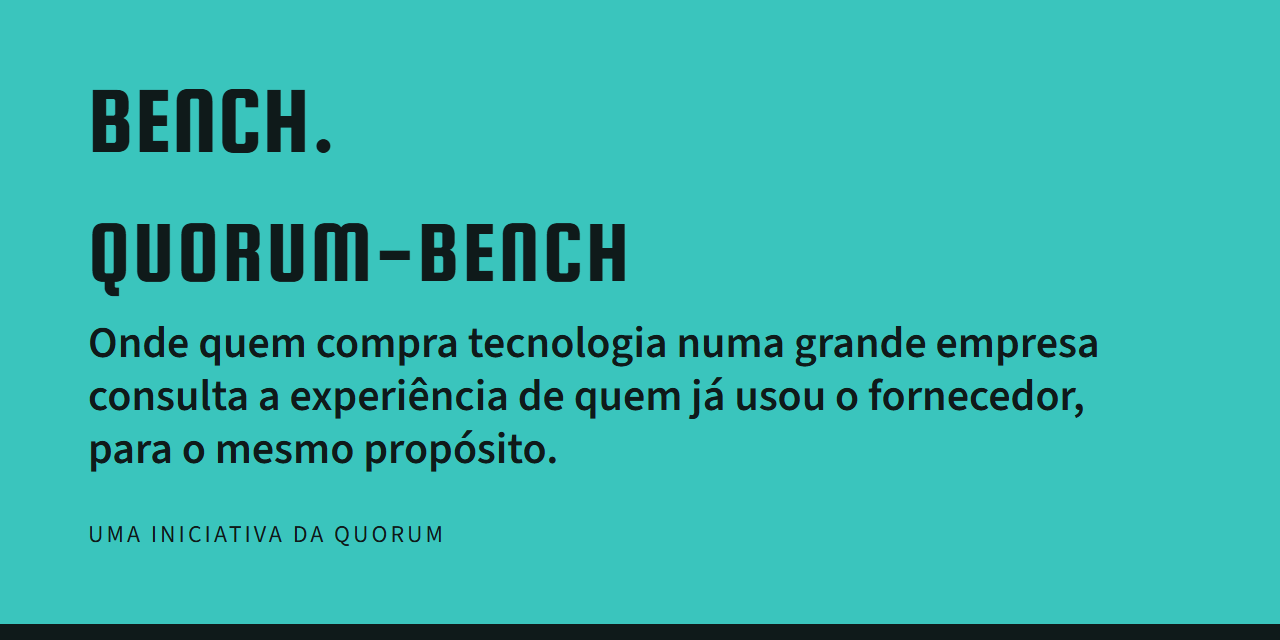 BENCH.
QUORUM-BENCH
Onde quem compra tecnologia numa grande empresa
consulta a experiência de quem já usou o fornecedor,
para o mesmo propósito.
UMA INICIATIVA DA QUORUM